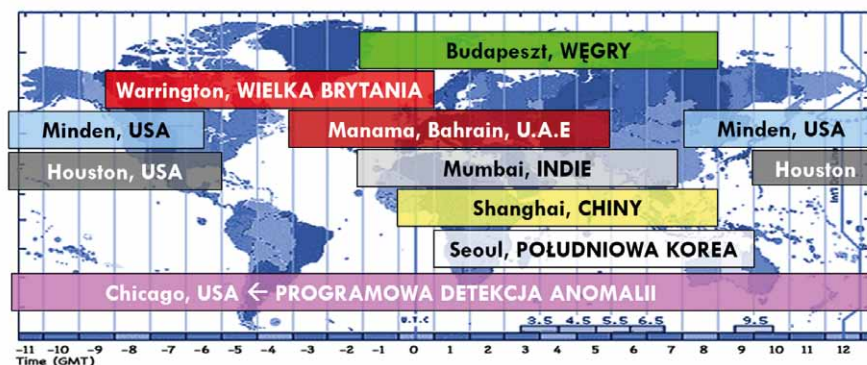 Budapeszt, WĘGRY
Warrington, WIELKA BRYTANIA
Minden, USA Manama, Bahrain, U.A.E Minden, USA
Houston, USA Mumbai, INDIE Houston
Shanghai, CHINY
Seoul, POŁUDNIOWA KOREA
Chicago, USA ← PROGRAMOWA DETEKCJA ANOMALII
U.T.C 3.5 4.5 5.5 6.5 9.5
-11 -10 -9 -8 -7 -6 -5 -4 -3 -2 -1 0 1 2 3 4 5 6 7 8 9 10 11 12
Time (GMT)